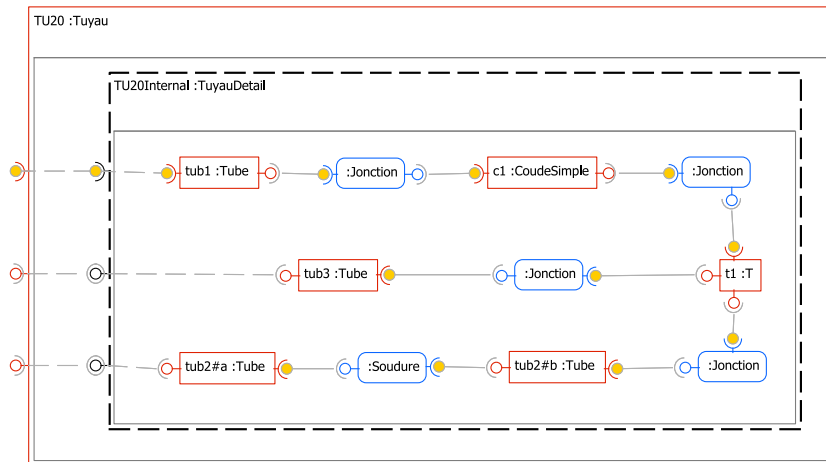 TU20 :Tuyau
TU20Internal :TuyauDetail
tub1 :Tube
:Jonction
c1 :CoudeSimple
:Jonction
tub3 :Tube
:Jonction
t1 :T
tub2#a :Tube
:Soudure
tub2#b :Tube
:Jonction